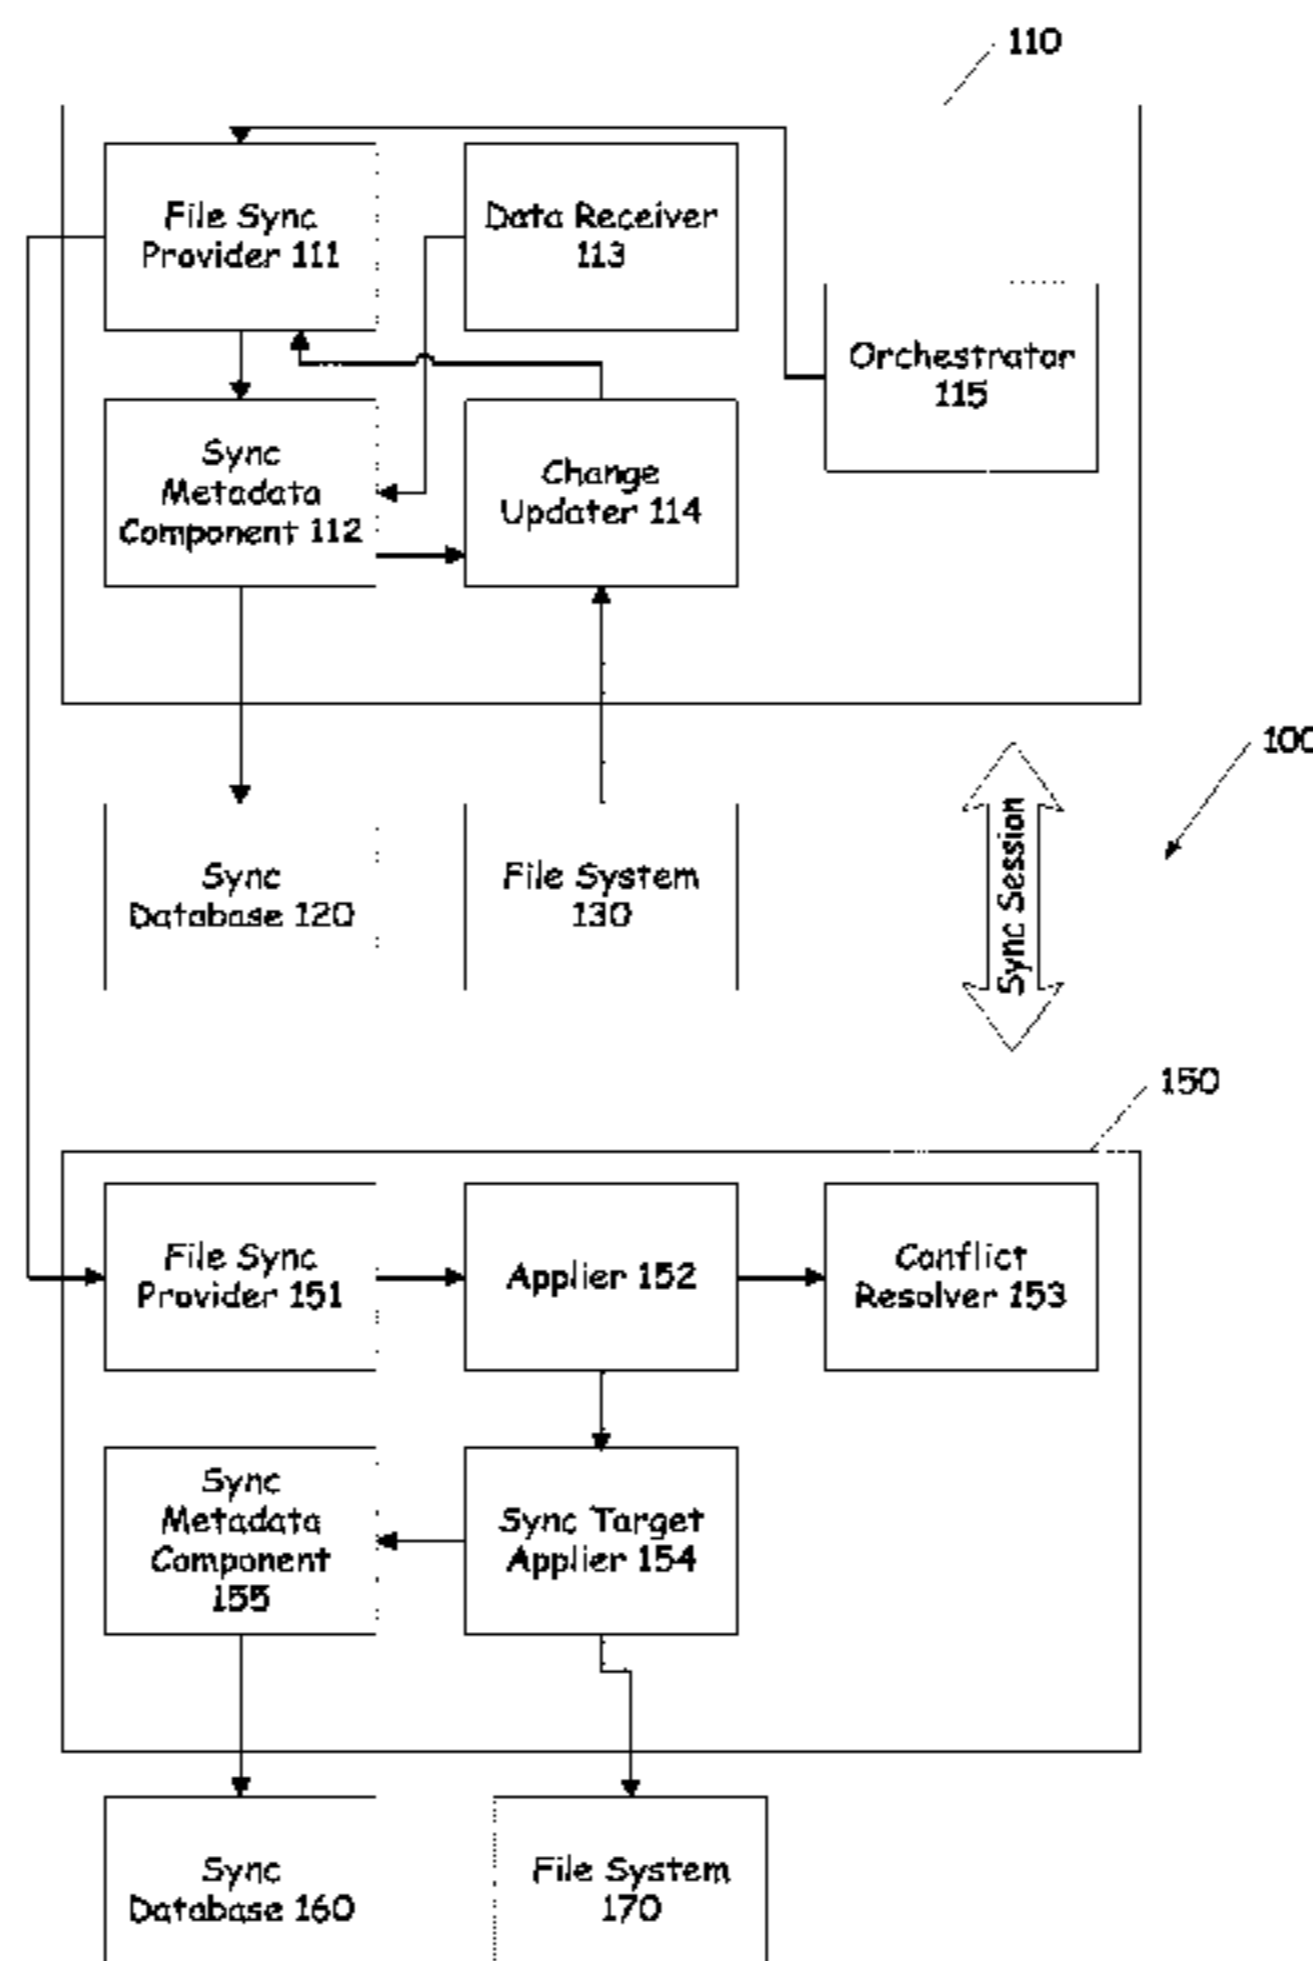 110
File Sync
Provider 111
Data Receiver
113
Orchestrator
115
Sync
Metadata
Component 112
Change
Updater 114
100
Sync Session
Sync
Database 120
File System
130
150
File Sync
Provider 151
Applier 152
Conflict
Resolver 153
Sync
Metadata
Component
155
Sync Target
Applier 154
Sync
Database 160
File System
170